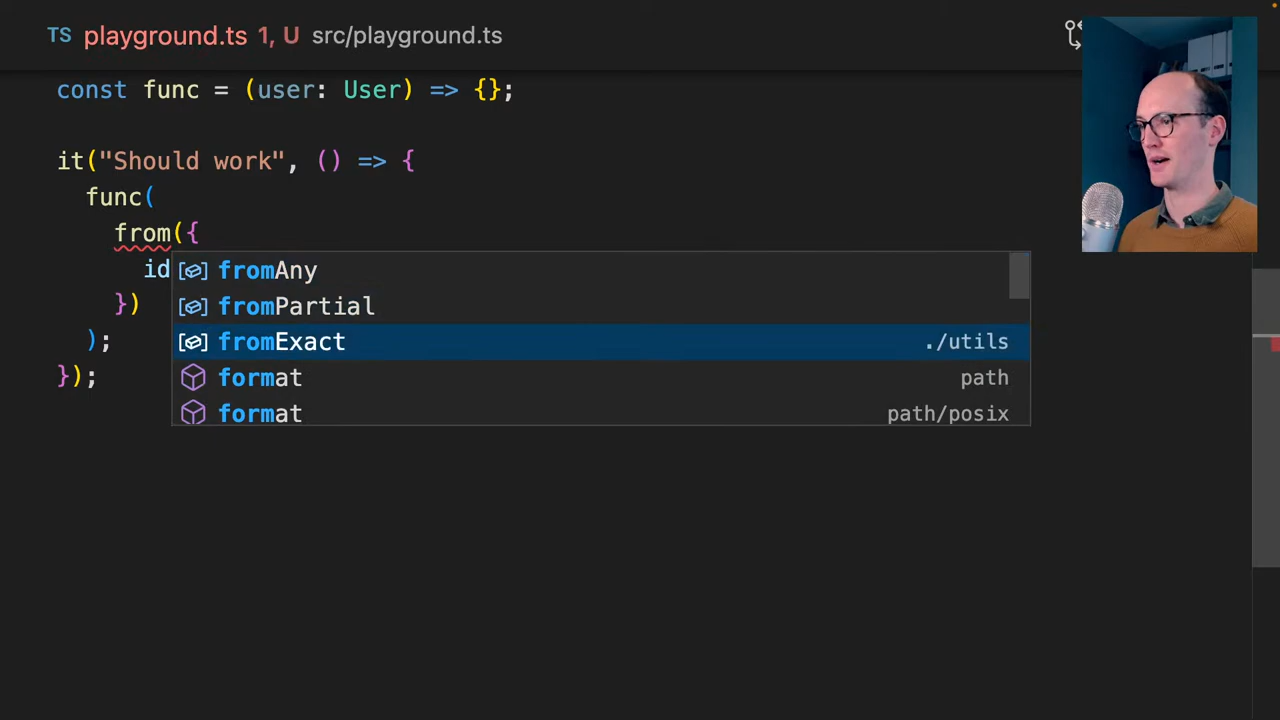 TS playground.ts 1, U src/playground.ts
const func = (user: User) => {};
it("Should work", () => {
func(
from({
id
fromAny
})
fromPartial
);
fromExact ./utils
});
format path
format path/posix